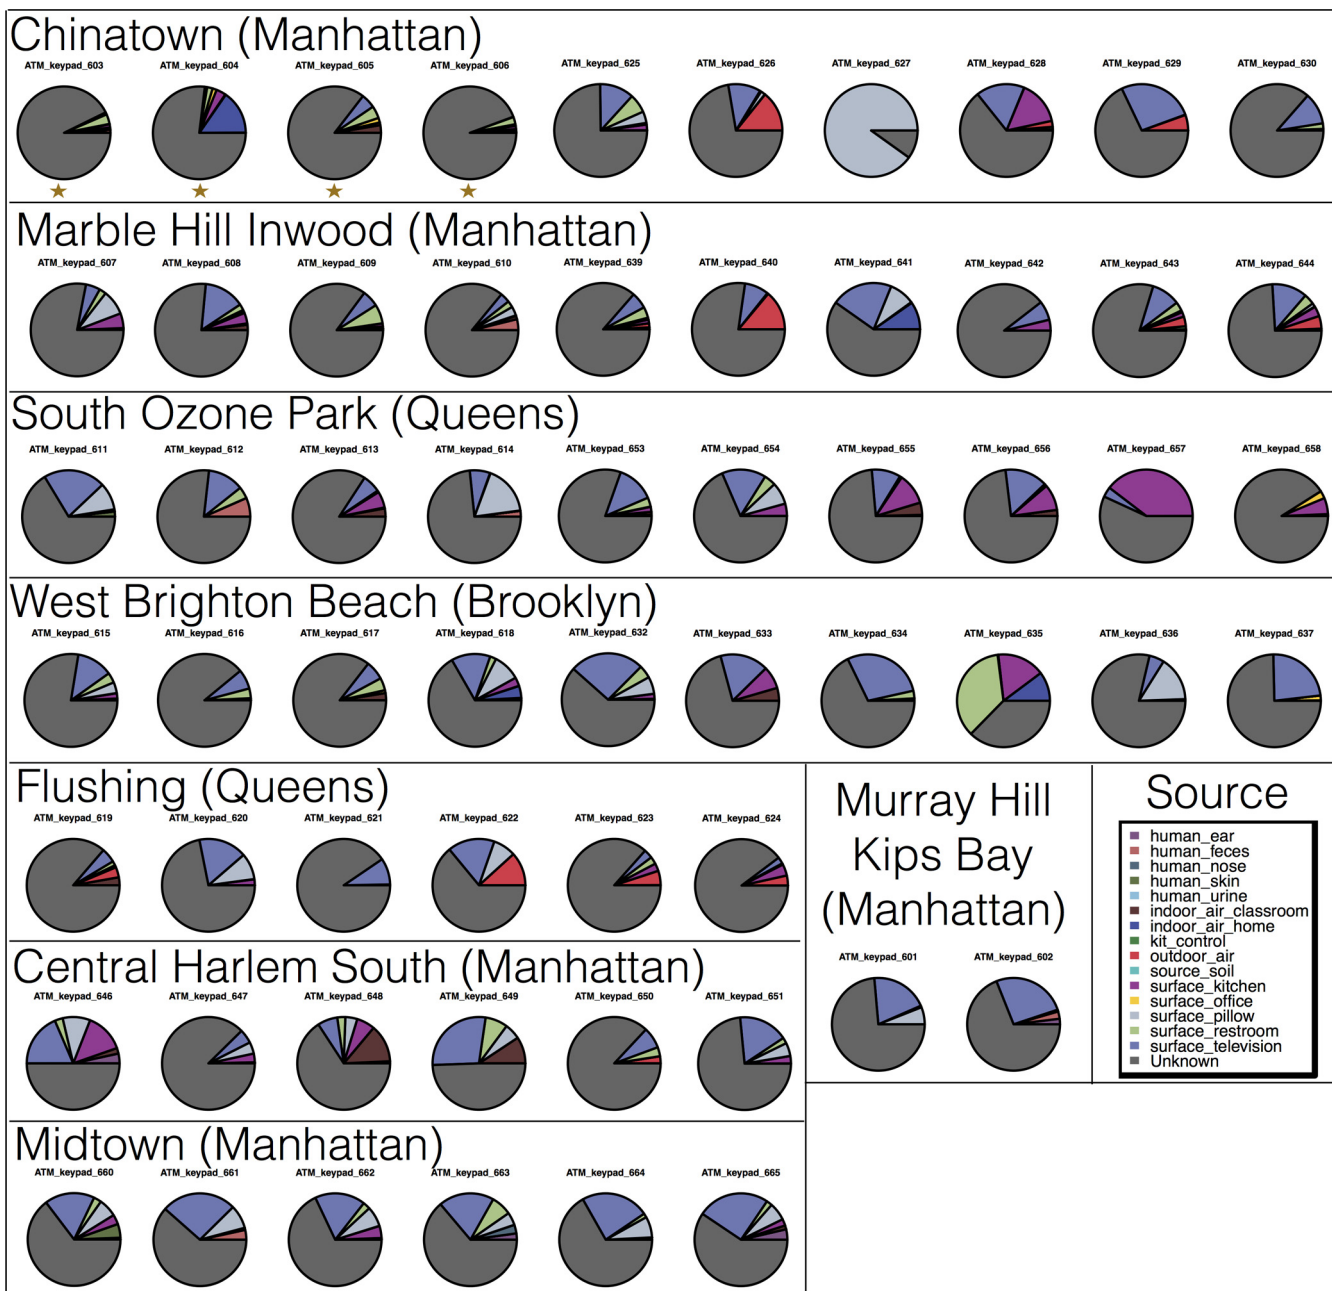 Chinatown (Manhattan)
ATM_keypad_603 ATM_keypad_604 ATM_keypad_605 ATM_keypad_606 ATM_keypad_625 ATM_keypad_626 ATM_keypad_627 ATM_keypad_628 ATM_keypad_629 ATM_keypad_630
Marble Hill Inwood (Manhattan)
ATM_keypad_607 ATM_keypad_608 ATM_keypad_609 ATM_keypad_610 ATM_keypad_639 ATM_keypad_640 ATM_keypad_641 ATM_keypad_642 ATM_keypad_643 ATM_keypad_644
South Ozone Park (Queens)
ATM_keypad_611 ATM_keypad_612 ATM_keypad_613 ATM_keypad_614 ATM_keypad_653 ATM_keypad_654 ATM_keypad_655 ATM_keypad_656 ATM_keypad_657 ATM_keypad_658
West Brighton Beach (Brooklyn)
ATM_keypad_615 ATM_keypad_616 ATM_keypad_617 ATM_keypad_618 ATM_keypad_632 ATM_keypad_633 ATM_keypad_634 ATM_keypad_635 ATM_keypad_636 ATM_keypad_637
Flushing (Queens)
ATM_keypad_619 ATM_keypad_620 ATM_keypad_621 ATM_keypad_622 ATM_keypad_623 ATM_keypad_624
Central Harlem South (Manhattan)
ATM_keypad_646 ATM_keypad_647 ATM_keypad_648 ATM_keypad_649 ATM_keypad_650 ATM_keypad_651
Midtown (Manhattan)
ATM_keypad_660 ATM_keypad_661 ATM_keypad_662 ATM_keypad_663 ATM_keypad_664 ATM_keypad_665
Murray Hill
Kips Bay
(Manhattan)
ATM_keypad_601 ATM_keypad_602
Source
human_ear
human_feces
human_nose
human_skin
human_urine
indoor_air_classroom
indoor_air_home
kit_control
outdoor_air
source_soil
surface_kitchen
surface_office
surface_pillow
surface_restroom
surface_television
Unknown